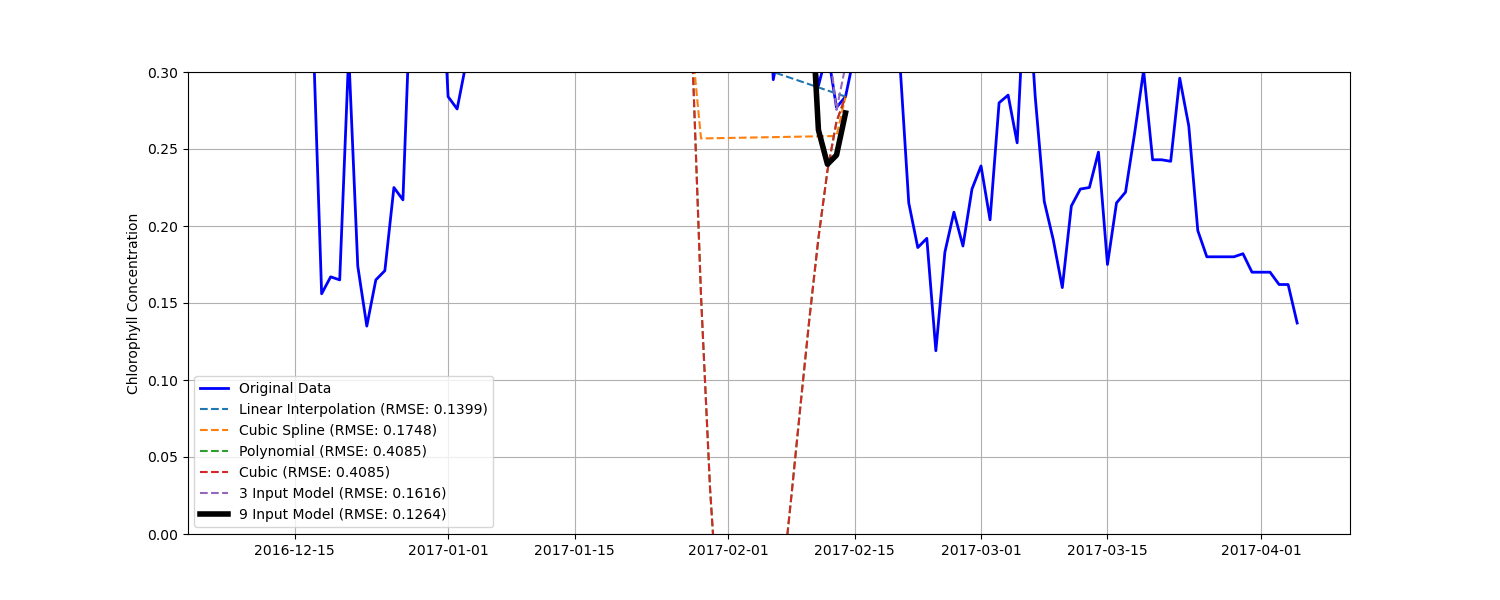 0.30
0.25
0.20
0.15
0.10
0.05
0.00
Chlorophyll Concentration
Original Data
Linear Interpolation (RMSE: 0.1399)
Cubic Spline (RMSE: 0.1748)
Polynomial (RMSE: 0.4085)
Cubic (RMSE: 0.4085)
3 Input Model (RMSE: 0.1616)
9 Input Model (RMSE: 0.1264)
2016-12-15
2017-01-01
2017-01-15
2017-02-01
2017-02-15
2017-03-01
2017-03-15
2017-04-01